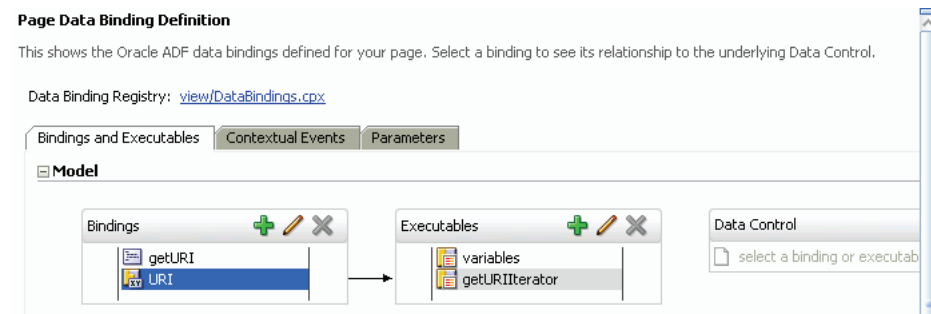 Page Data Binding Definition
This shows the Oracle ADF data bindings defined for your page. Select a binding to see its relationship to the underlying Data Control.
Data Binding Registry: view/DataBindings.cpx
Bindings and Executables Contextual Events Parameters
Model
Bindings Executables Data Control
getURI variables select a binding or executab
URI getURIIterator